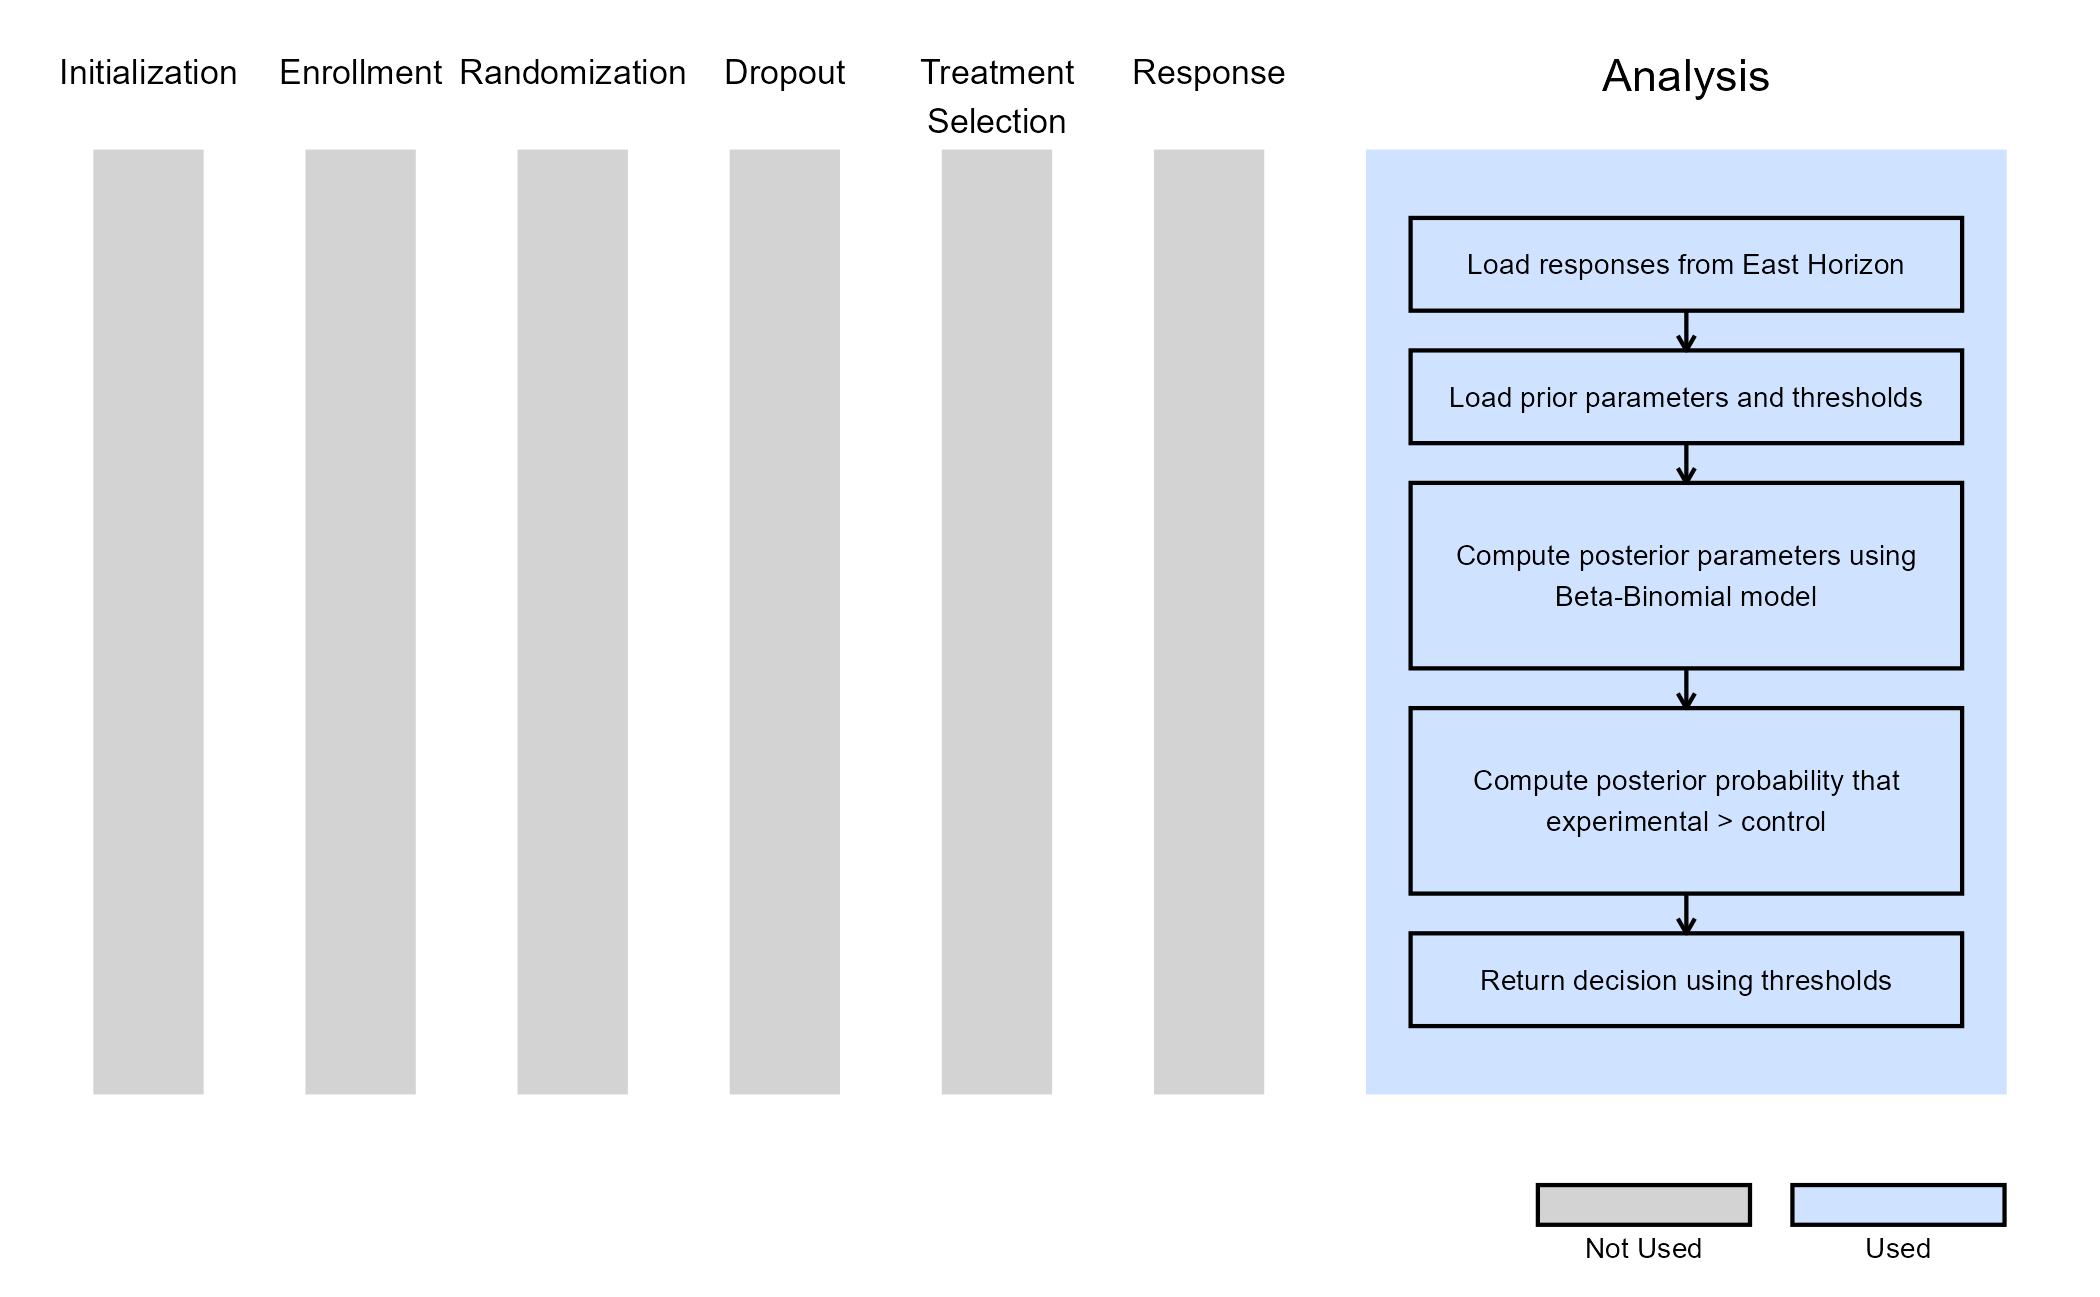 Initialization
Enrollment
Randomization
Dropout
Treatment
Selection
Response
Analysis
Load responses from East Horizon
Load prior parameters and thresholds
Compute posterior parameters using
Beta-Binomial model
Compute posterior probability that
experimental > control
Return decision using thresholds
Not Used
Used